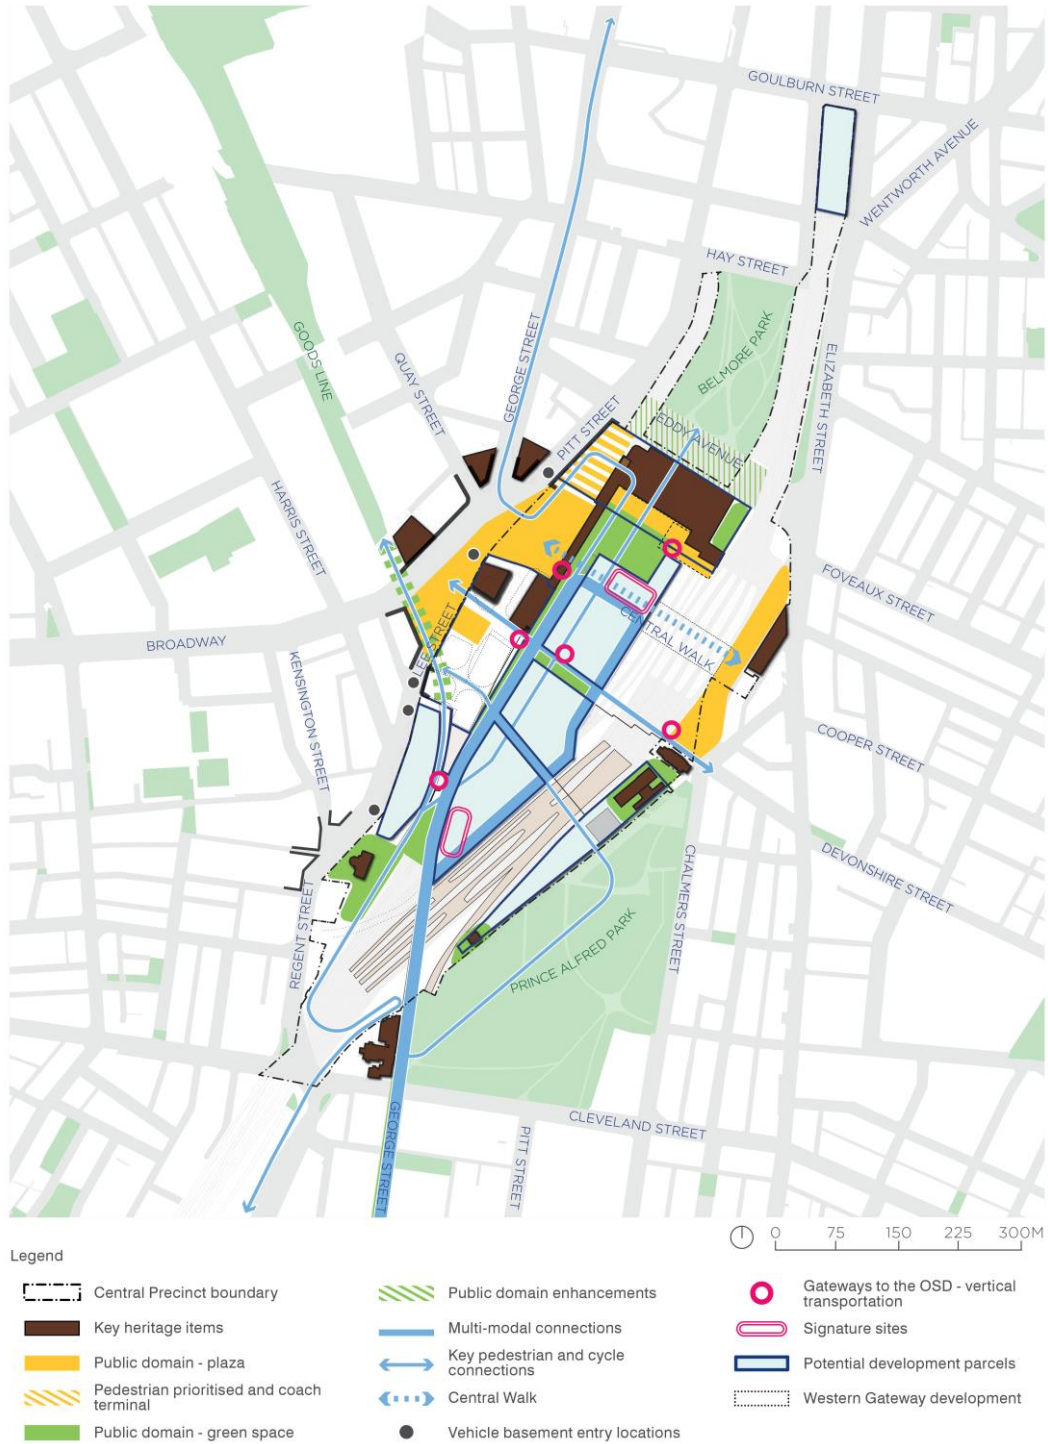 GOULBURN STREET
WENTWORTH AVENUE
HAY STREET
BELMORE PARK
ELIZABETH STREET
GOODS LINE
QUAY STREET
GEORGE STREET
PITT STREET
EDDY AVENUE
HARRIS STREET
FOVEAUX STREET
BROADWAY
LEE STREET
CENTRAL WALK
KENSINGTON STREET
COOPER STREET
DEVONSHIRE STREET
CHALMERS STREET
REGENT STREET
PRINCE ALFRED PARK
CLEVELAND STREET
GEORGE STREET
PITT STREET
0 75 150 225 300M
Legend
Central Precinct boundary
Key heritage items
Public domain - plaza
Pedestrian prioritised and coach
terminal
Public domain - green space
Public domain enhancements
Multi-modal connections
Key pedestrian and cycle
connections
Central Walk
Vehicle basement entry locations
Gateways to the OSD - vertical
transportation
Signature sites
Potential development parcels
Western Gateway development